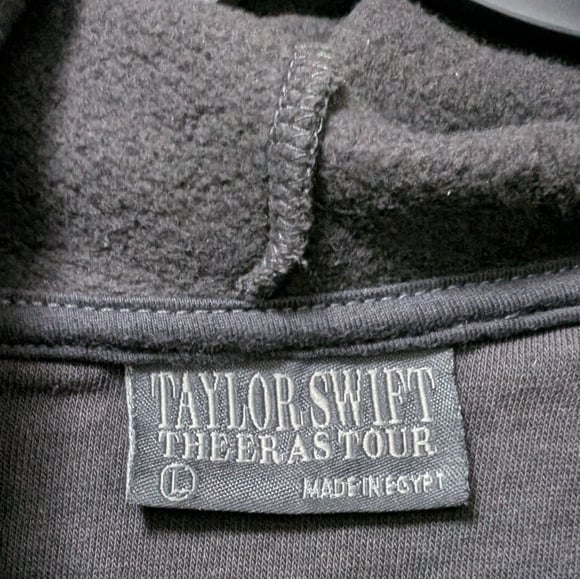 TAYLOR SWIFT
THE ERAS TOUR
L MADE IN EGYPT